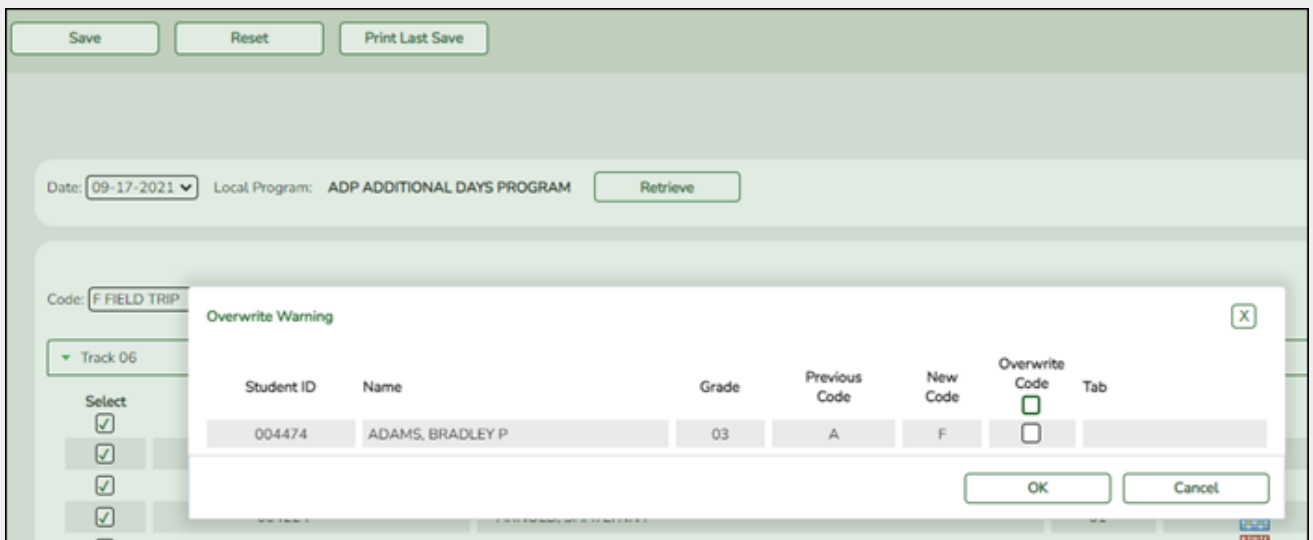 Save Reset Print Last Save
Date: 09-17-2021 Local Program: ADP ADDITIONAL DAYS PROGRAM Retrieve
Code: F FIELD TRIP
Overwrite Warning X
Track 06
Select
Student ID Name Grade Previous Code New Code Overwrite Code Tab
004474 ADAMS, BRADLEY P 03 A F
OK Cancel